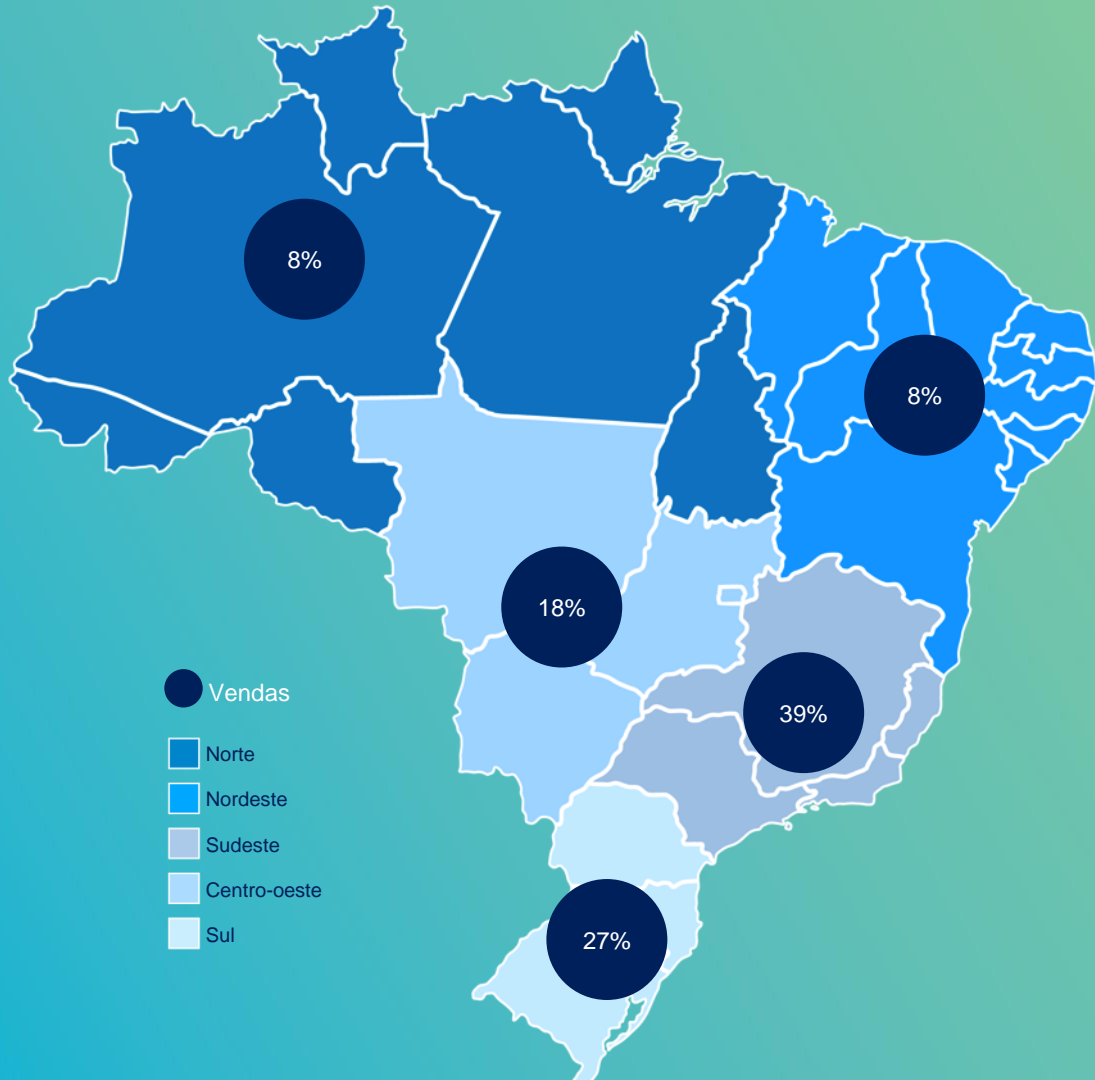 8%
8%
18%
39%
27%
Vendas
Norte
Nordeste
Sudeste
Centro-oeste
Sul